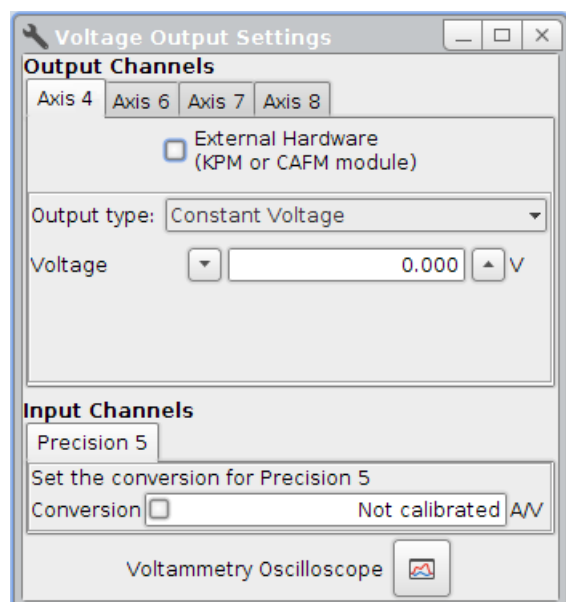 Voltage Output Settings
Output Channels
Axis 4 Axis 6 Axis 7 Axis 8
External Hardware
(KPM or CAFM module)
Output type: Constant Voltage
Voltage 0.000 V
Input Channels
Precision 5
Set the conversion for Precision 5
Conversion Not calibrated A/V
Voltammetry Oscilloscope